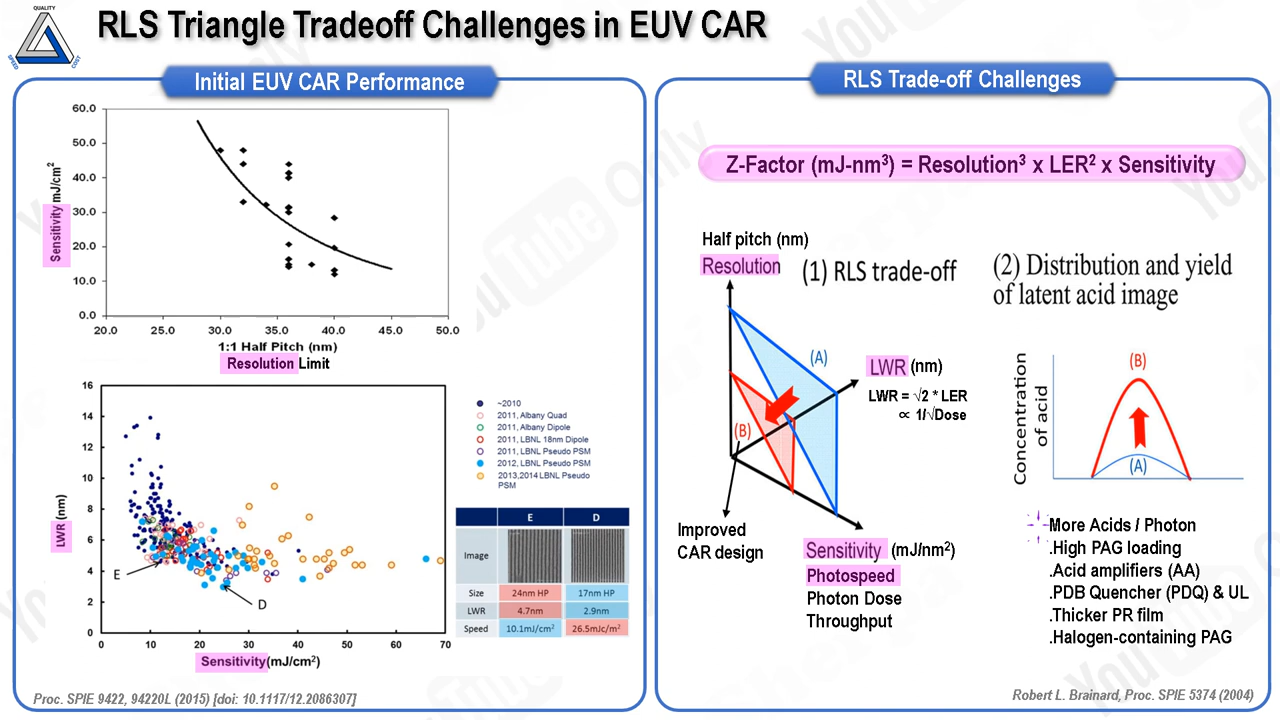 QUALITY
SPEED
COST
RLS Triangle Tradeoff Challenges in EUV CAR
Initial EUV CAR Performance
60.0
50.0
40.0
30.0
20.0
10.0
0.0
Sensitivity mJ/cm²
20.0 25.0 30.0 35.0 40.0 45.0 50.0
1:1 Half Pitch (nm)
Resolution Limit
16
14
12
10
8
6
4
2
0
LWR (nm)
E
D
0 10 20 30 40 50 60 70
Sensitivity(mJ/cm²)
~2010
2011, Albany Quad
2011, Albany Dipole
2011, LBNL 18nm Dipole
2011, LBNL Pseudo PSM
2012, LBNL Pseudo PSM
2013,2014 LBNL Pseudo
PSM
E D
Image
Size 24nm HP 17nm HP
LWR 4.7nm 2.9nm
Speed 10.1mJ/cm² 26.5mJc/m²
Proc. SPIE 9422, 94220L (2015) [doi: 10.1117/12.2086307]
RLS Trade-off Challenges
Z-Factor (mJ-nm³) = Resolution³ x LER² x Sensitivity
Half pitch (nm)
Resolution
(1) RLS trade-off
(A)
LWR (nm)
LWR = √2 * LER
∝ 1/√Dose
(B)
Improved
CAR design
Sensitivity (mJ/nm²)
Photospeed
Photon Dose
Throughput
(2) Distribution and yield
of latent acid image
Concentration
of acid
(B)
(A)
More Acids / Photon
.High PAG loading
.Acid amplifiers (AA)
.PDB Quencher (PDQ) & UL
.Thicker PR film
.Halogen-containing PAG
Robert L. Brainard, Proc. SPIE 5374 (2004)
YouTube Only